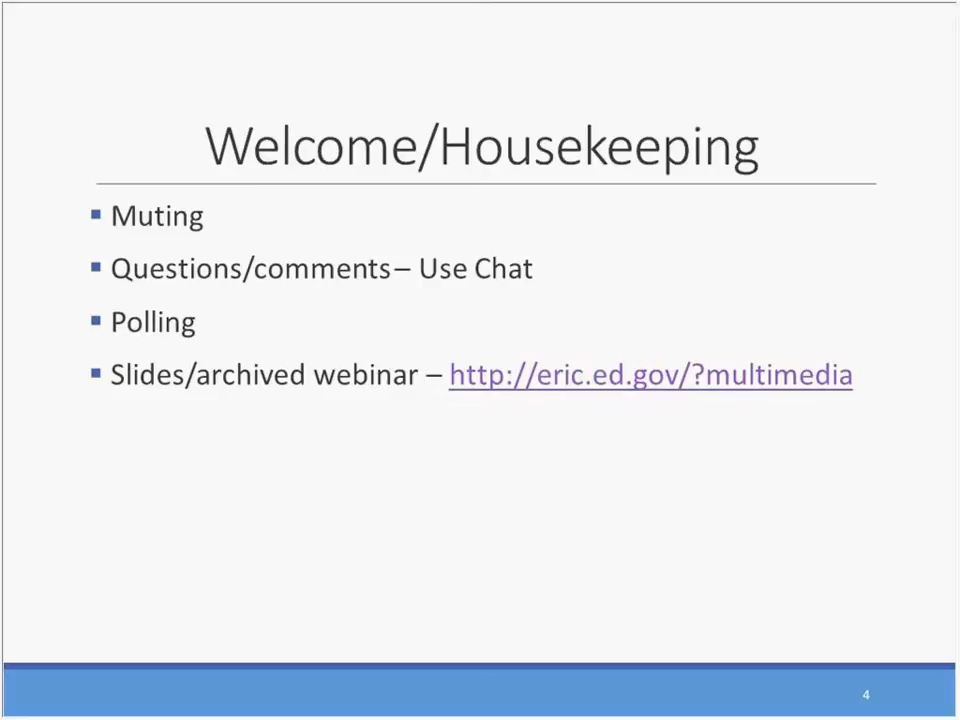 Welcome/Housekeeping
▪ Muting
▪ Questions/comments – Use Chat
▪ Polling
▪ Slides/archived webinar – http://eric.ed.gov/?multimedia
4